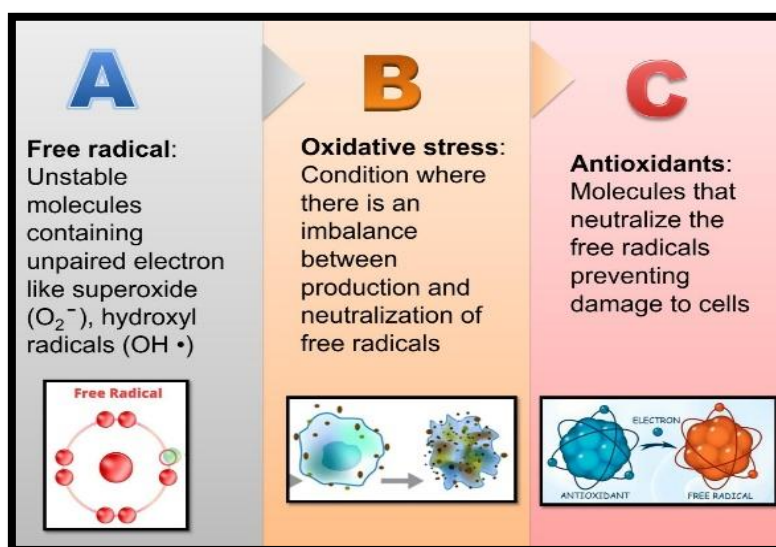 A
Free radical:
Unstable
molecules
containing
unpaired electron
like superoxide
(O₂⁻), hydroxyl
radicals (OH •)
Free Radical
B
Oxidative stress:
Condition where
there is an
imbalance
between
production and
neutralization of
free radicals
C
Antioxidants:
Molecules that
neutralize the
free radicals
preventing
damage to cells
ELECTRON
ANTIOXIDANT
FREE RADICAL